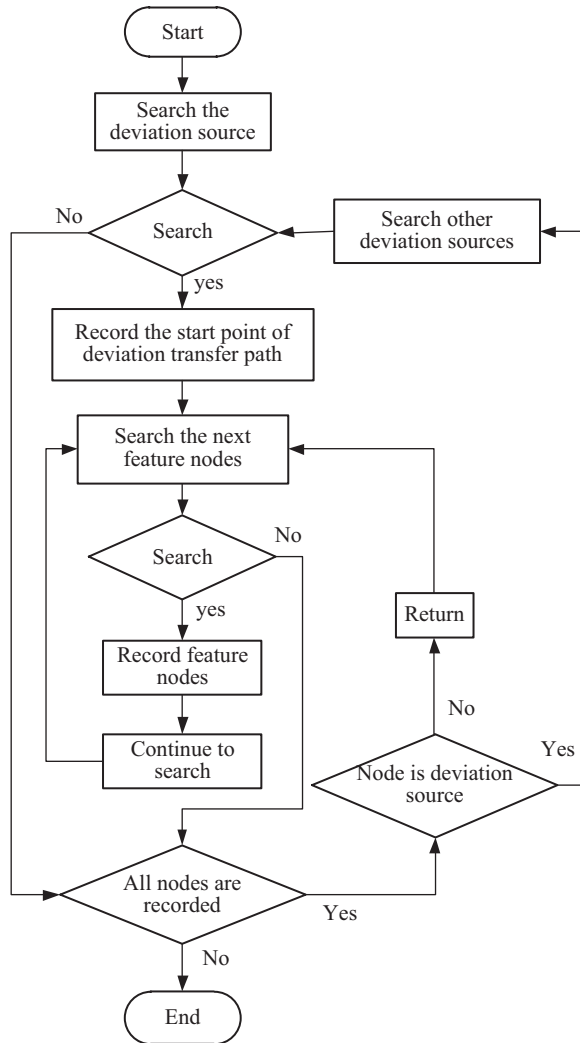 Start
Search the
deviation source
No
Search
Search other
deviation sources
yes
Record the start point of
deviation transfer path
Search the next
feature nodes
No
Search
yes
Return
Record feature
nodes
No
Continue to
search
Yes
Node is deviation
source
All nodes are
recorded
Yes
No
End